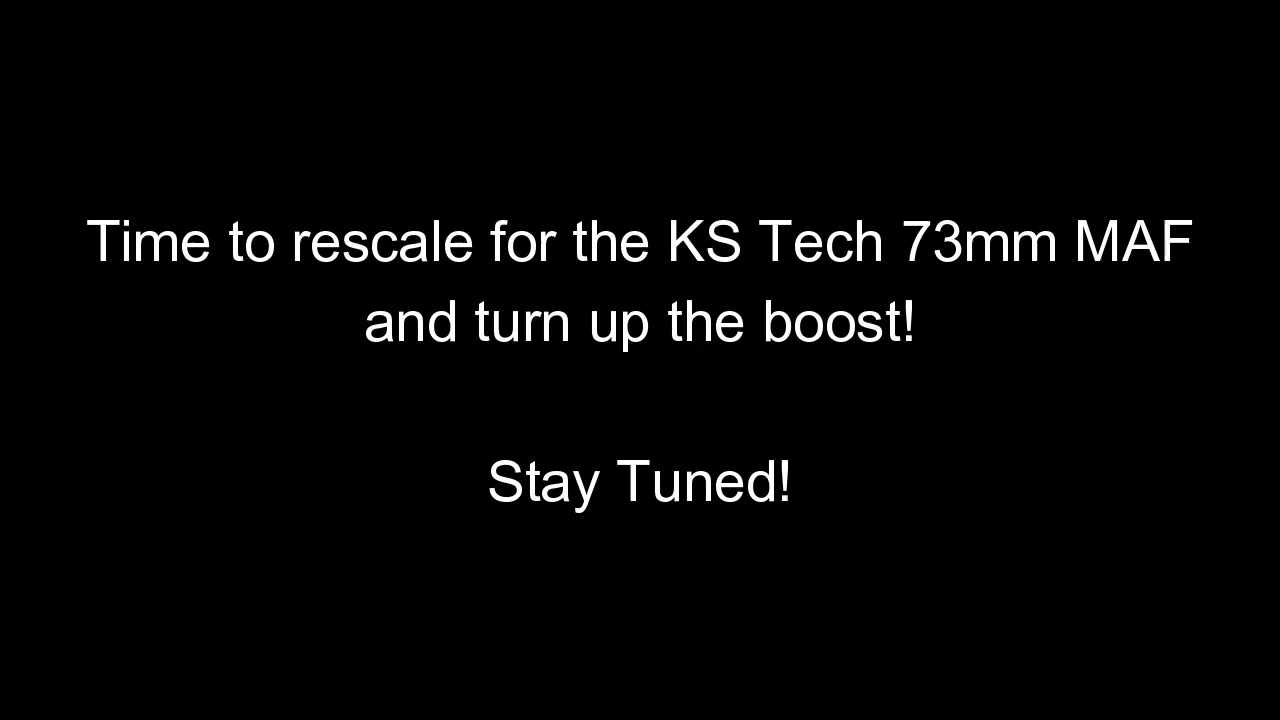 Time to rescale for the KS Tech 73mm MAF
and turn up the boost!
Stay Tuned!